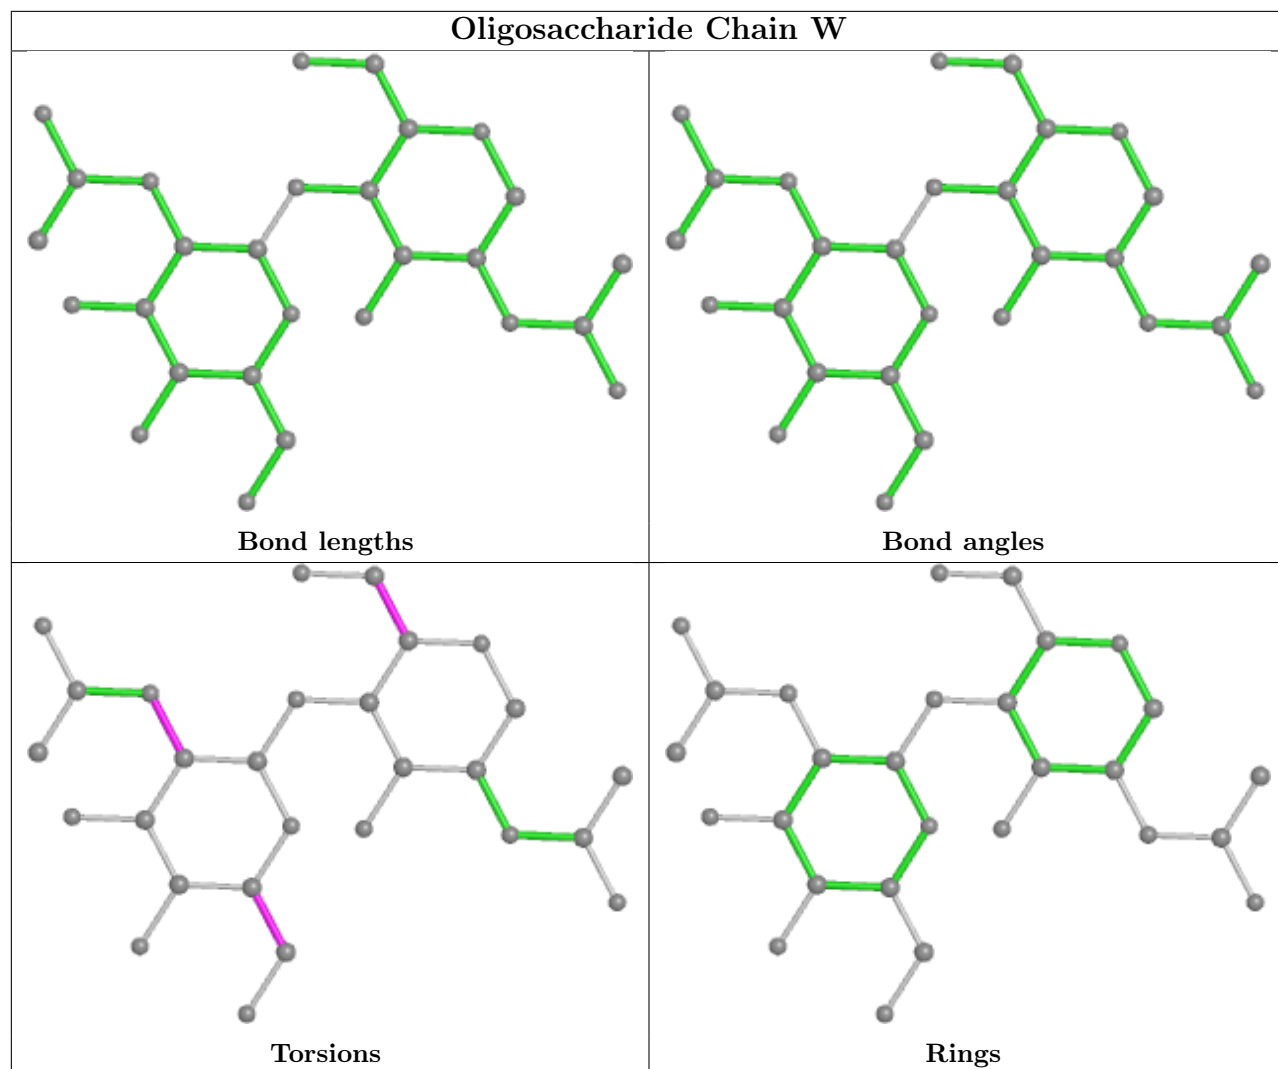 Oligosaccharide Chain W
Bond lengths
Bond angles
Torsions
Rings